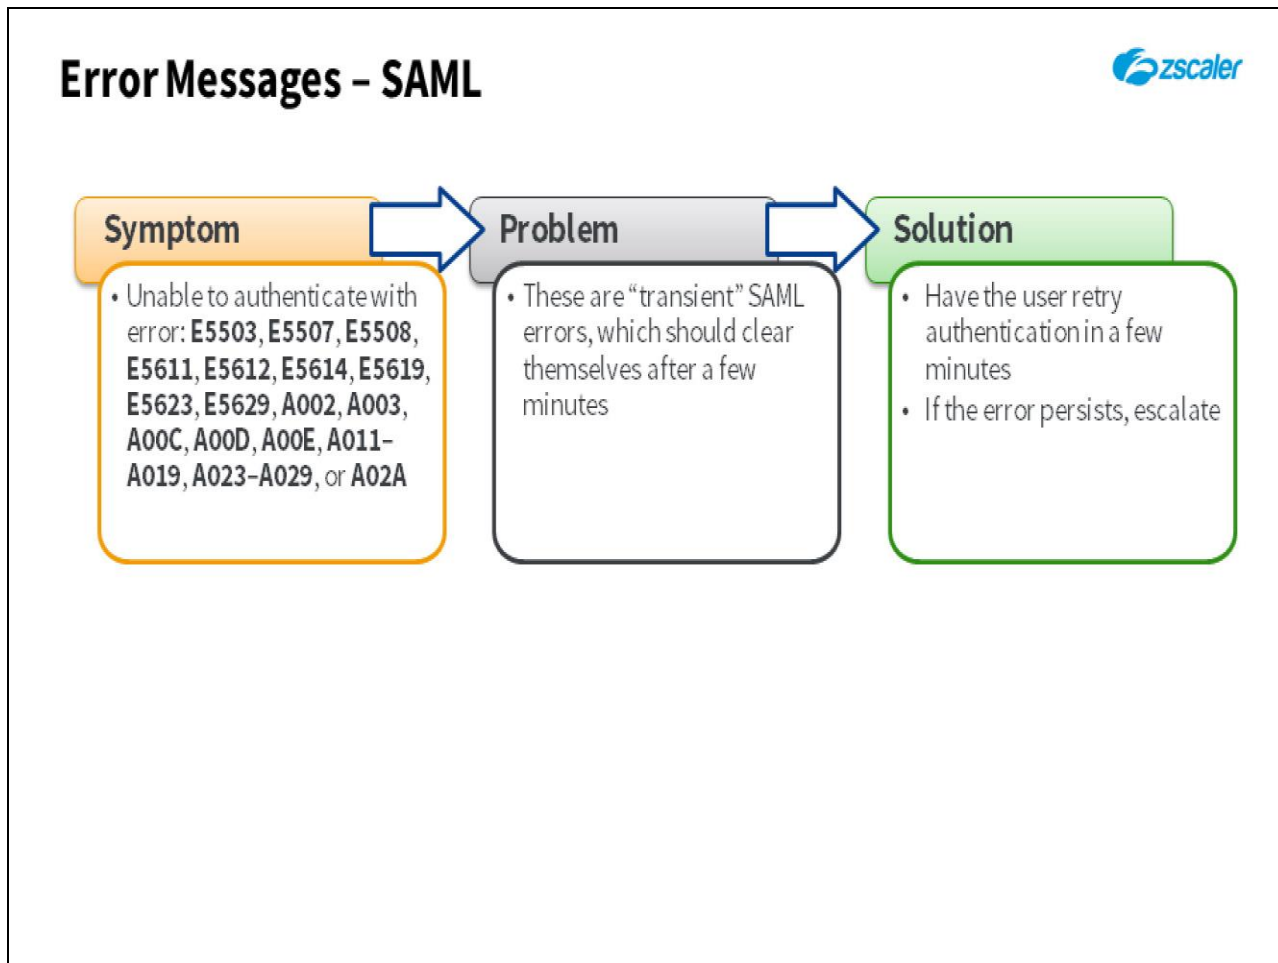 Error Messages – SAML
zscaler
Symptom
• Unable to authenticate with
error: E5503, E5507, E5508,
E5611, E5612, E5614, E5619,
E5623, E5629, A002, A003,
A00C, A00D, A00E, A011–
A019, A023–A029, or A02A
Problem
• These are “transient” SAML
errors, which should clear
themselves after a few
minutes
Solution
• Have the user retry
authentication in a few
minutes
• If the error persists, escalate